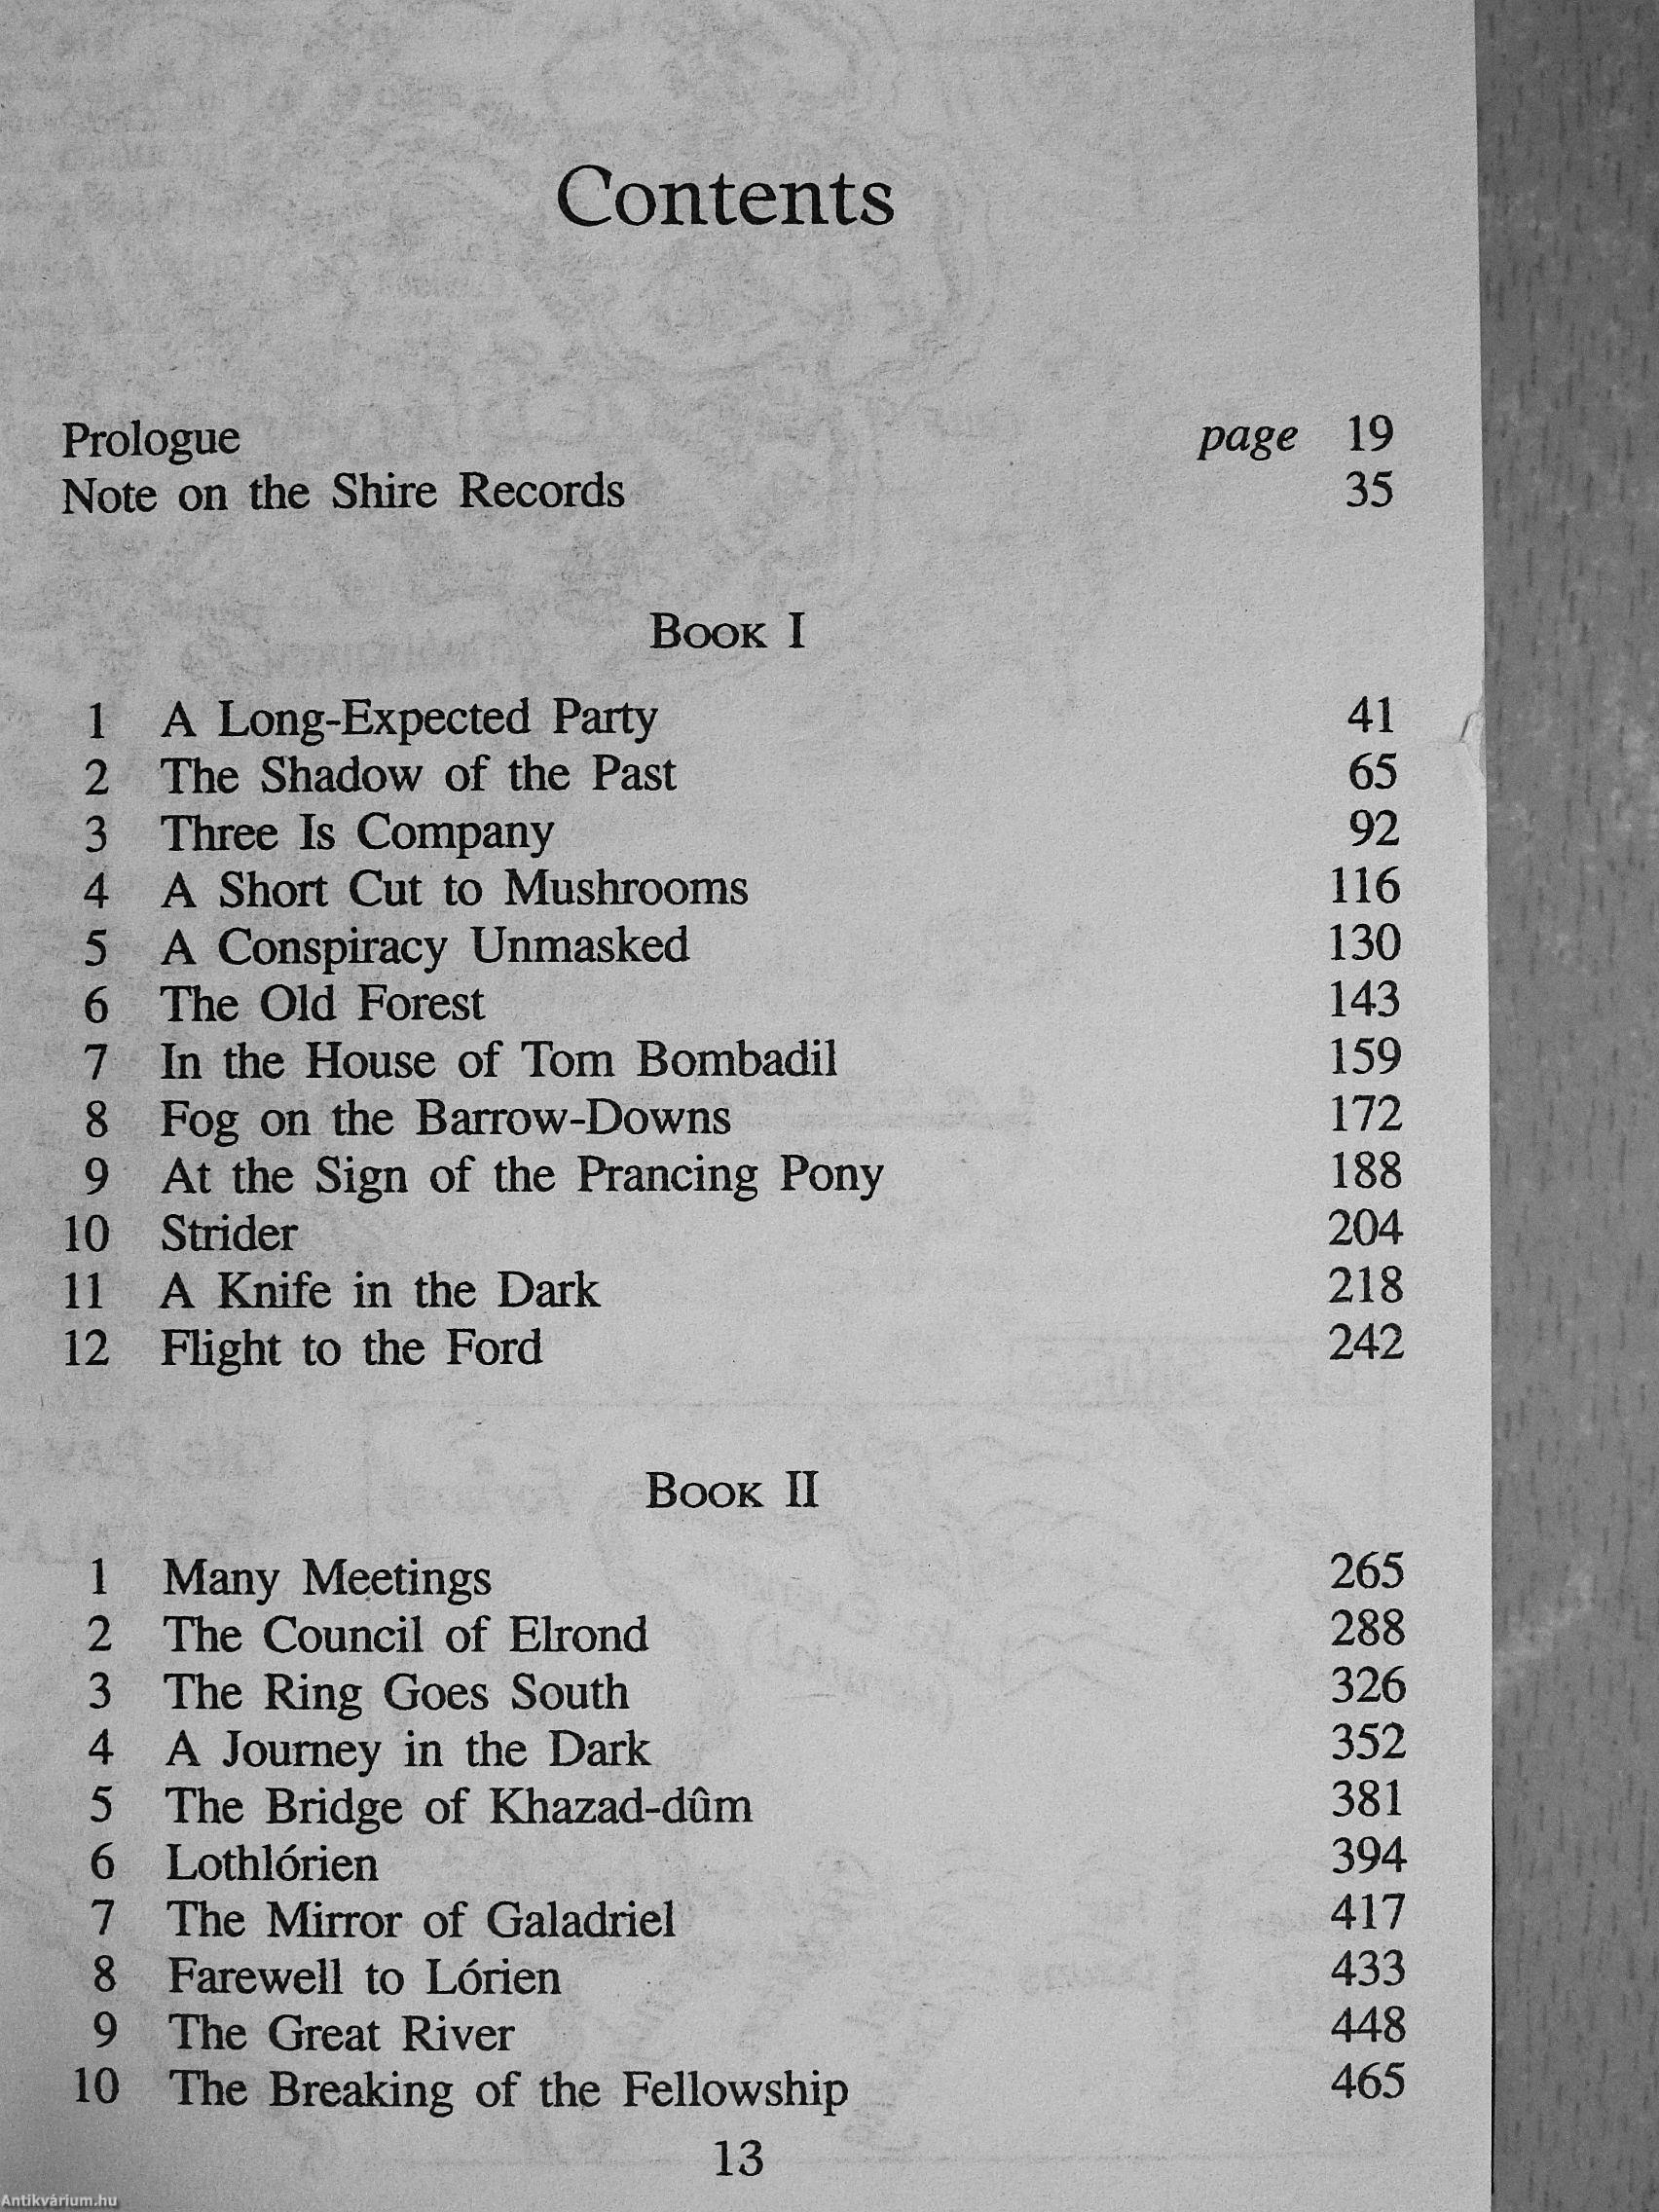 Contents
Prologue page 19
Note on the Shire Records 35
BOOK I
1 A Long-Expected Party 41
2 The Shadow of the Past 65
3 Three Is Company 92
4 A Short Cut to Mushrooms 116
5 A Conspiracy Unmasked 130
6 The Old Forest 143
7 In the House of Tom Bombadil 159
8 Fog on the Barrow-Downs 172
9 At the Sign of the Prancing Pony 188
10 Strider 204
11 A Knife in the Dark 218
12 Flight to the Ford 242
BOOK II
1 Many Meetings 265
2 The Council of Elrond 288
3 The Ring Goes South 326
4 A Journey in the Dark 352
5 The Bridge of Khazad-dûm 381
6 Lothlórien 394
7 The Mirror of Galadriel 417
8 Farewell to Lórien 433
9 The Great River 448
10 The Breaking of the Fellowship 465
13
Antikvárium.hu